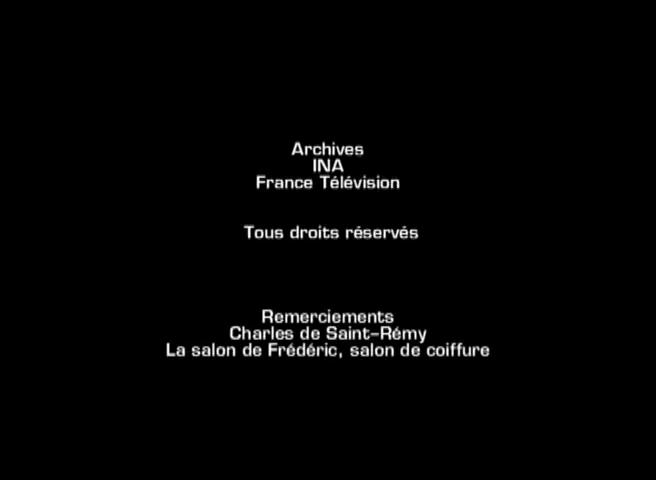 Archives
INA
France Télévision
Tous droits réservés
Remerciements
Charles de Saint-Rémy
La salon de Frédéric, salon de coiffure